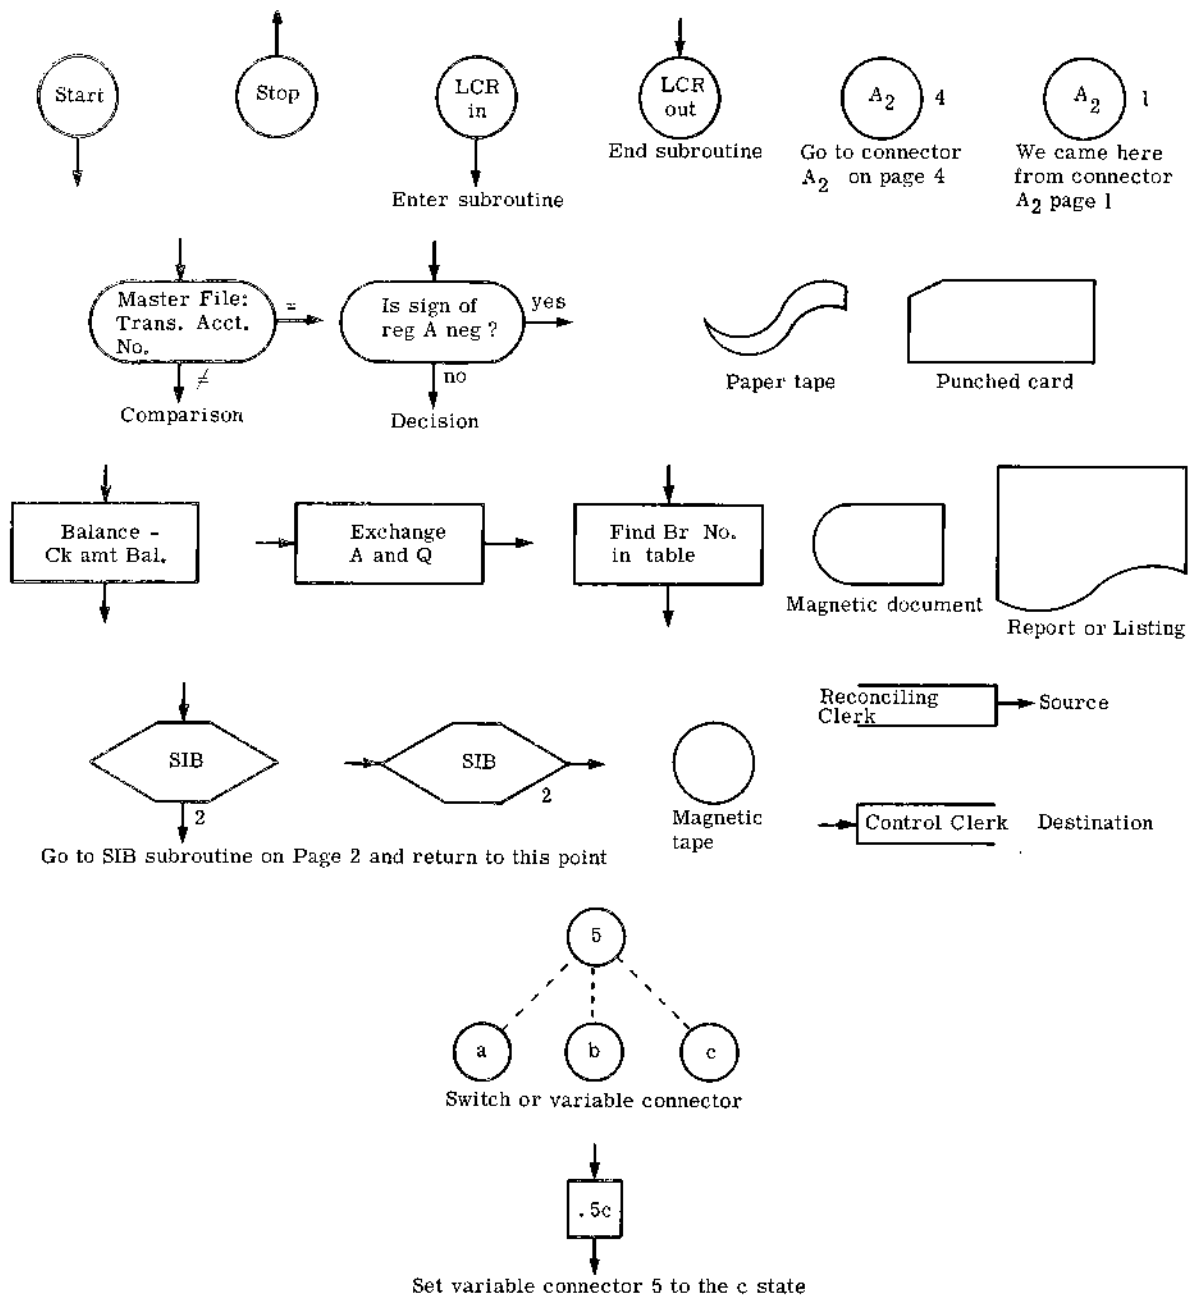 Start
Stop
LCR
in
Enter subroutine
LCR
out
End subroutine
A2 4
Go to connector
A2 on page 4
A2 1
We came here
from connector
A2 page 1
Master File:
Trans. Acct.
No.
=
≠
Comparison
Is sign of
reg A neg ?
yes
no
Decision
Paper tape
Punched card
Balance -
Ck amt Bal.
Exchange
A and Q
Find Br No.
in table
Magnetic document
Report or Listing
SIB
2
SIB
2
Go to SIB subroutine on Page 2 and return to this point
Magnetic
tape
Reconciling
Clerk
Source
Control Clerk
Destination
5
a
b
c
Switch or variable connector
.5c
Set variable connector 5 to the c state